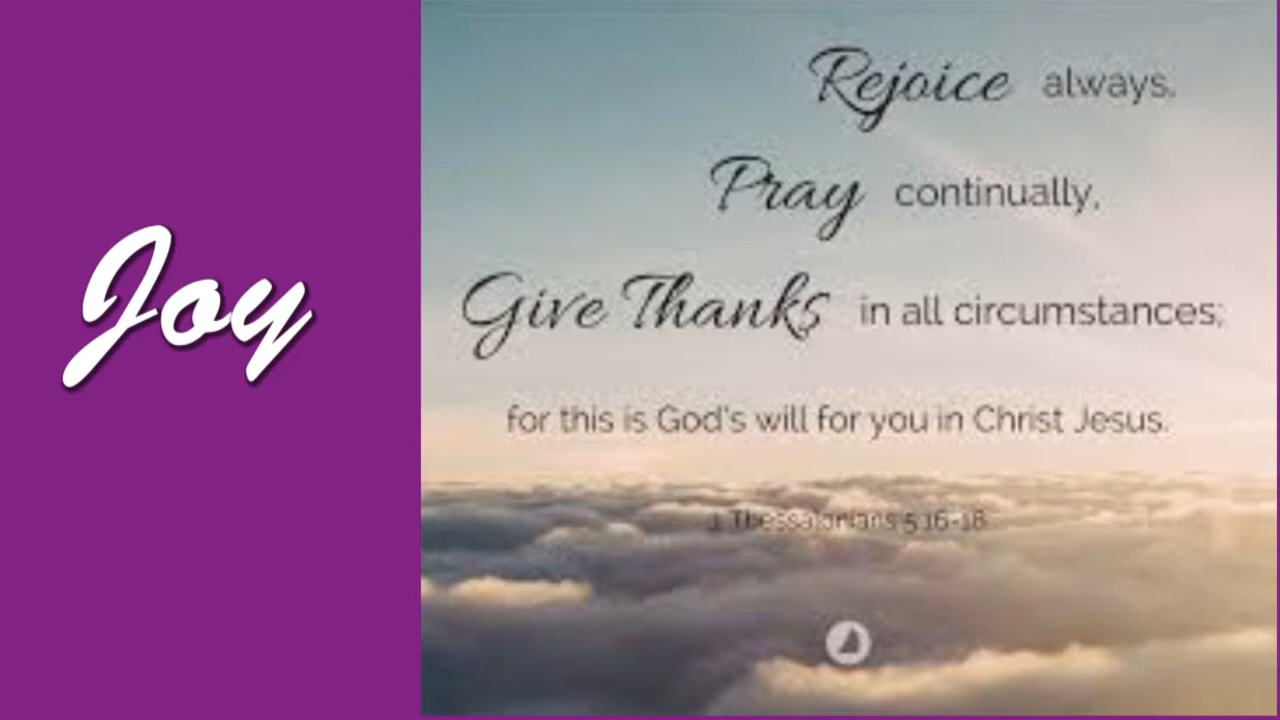 Joy
Rejoice always,
Pray continually,
Give Thanks in all circumstances;
for this is God's will for you in Christ Jesus.
1 Thessalonians 5:16-18